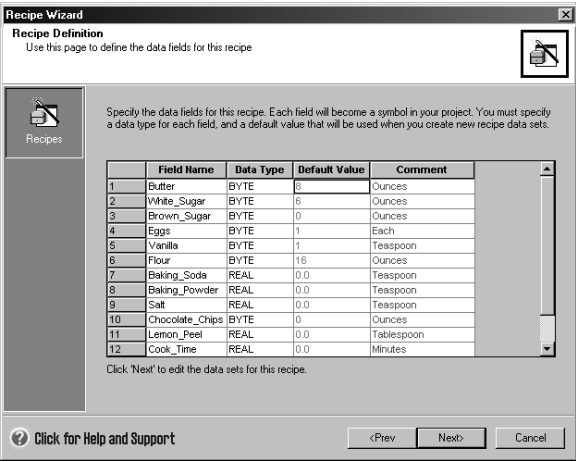 Recipe Wizard
Recipe Definition
Use this page to define the data fields for this recipe
Recipes
Specify the data fields for this recipe. Each field will become a symbol in your project. You must specify
a data type for each field, and a default value that will be used when you create new recipe data sets.
Field Name Data Type Default Value Comment
1 Butter BYTE 8 Ounces
2 White_Sugar BYTE 6 Ounces
3 Brown_Sugar BYTE 0 Ounces
4 Eggs BYTE 1 Each
5 Vanilla BYTE 1 Teaspoon
6 Flour BYTE 16 Ounces
7 Baking_Soda REAL 0.0 Teaspoon
8 Baking_Powder REAL 0.0 Teaspoon
9 Salt REAL 0.0 Teaspoon
10 Chocolate_Chips BYTE 0 Ounces
11 Lemon_Peel REAL 0.0 Tablespoon
12 Cook_Time REAL 0.0 Minutes
Click 'Next' to edit the data sets for this recipe.
? Click for Help and Support <Prev Next> Cancel